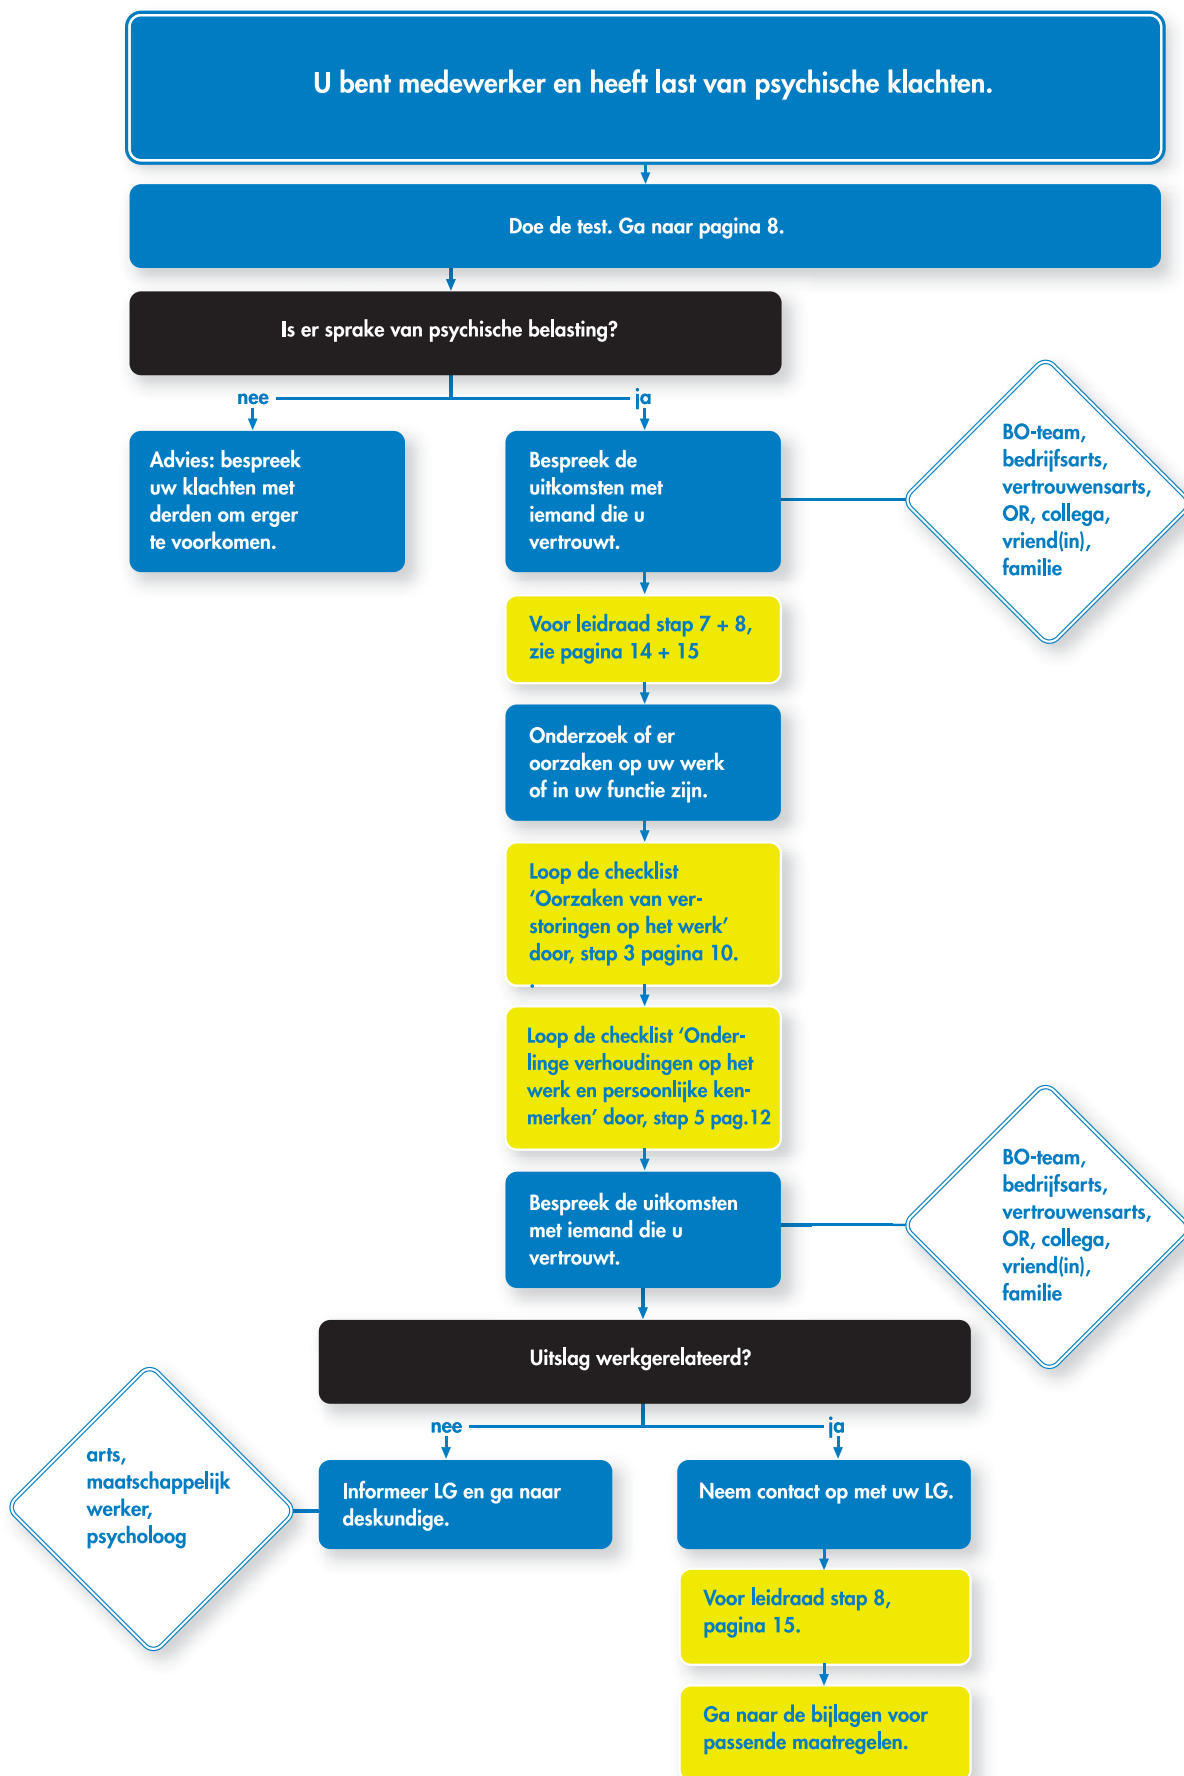 U bent medewerker en heeft last van psychische klachten.
Doe de test. Ga naar pagina 8.
Is er sprake van psychische belasting?
nee
ja
Advies: bespreek
uw klachten met
derden om erger
te voorkomen.
Bespreek de
uitkomsten met
iemand die u
vertrouwt.
BO-team,
bedrijfsarts,
vertrouwensarts,
OR, collega,
vriend(in),
familie
Voor leidraad stap 7 + 8,
zie pagina 14 + 15
Onderzoek of er
oorzaken op uw werk
of in uw functie zijn.
Loop de checklist
‘Oorzaken van ver-
storingen op het werk’
door, stap 3 pagina 10.
.
Loop de checklist ‘Onder-
linge verhoudingen op het
werk en persoonlijke ken-
merken’ door, stap 5 pag.12
Bespreek de uitkomsten
met iemand die u
vertrouwt.
BO-team,
bedrijfsarts,
vertrouwensarts,
OR, collega,
vriend(in),
familie
Uitslag werkgerelateerd?
nee
ja
arts,
maatschappelijk
werker,
psycholoog
Informeer LG en ga naar
deskundige.
Neem contact op met uw LG.
Voor leidraad stap 8,
pagina 15.
Ga naar de bijlagen voor
passende maatregelen.